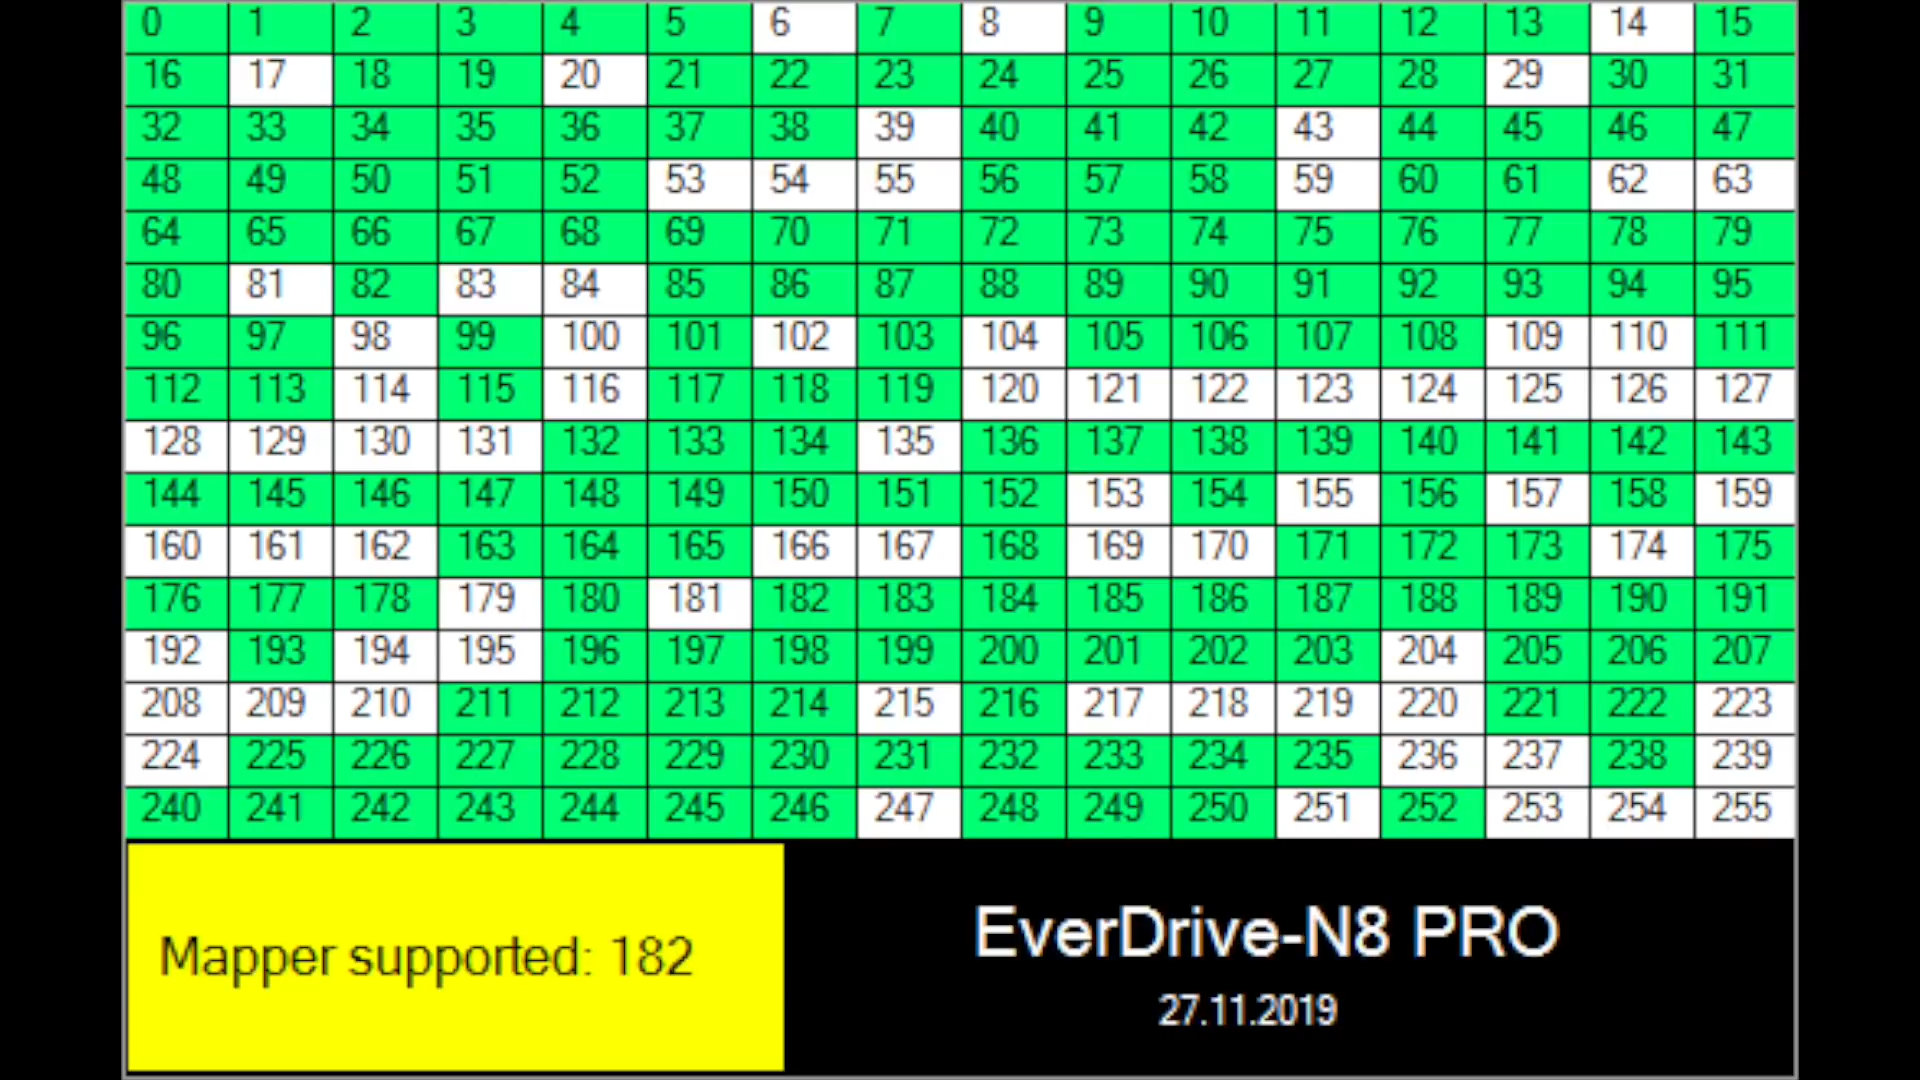 0 1 2 3 4 5 6 7 8 9 10 11 12 13 14 15
16 17 18 19 20 21 22 23 24 25 26 27 28 29 30 31
32 33 34 35 36 37 38 39 40 41 42 43 44 45 46 47
48 49 50 51 52 53 54 55 56 57 58 59 60 61 62 63
64 65 66 67 68 69 70 71 72 73 74 75 76 77 78 79
80 81 82 83 84 85 86 87 88 89 90 91 92 93 94 95
96 97 98 99 100 101 102 103 104 105 106 107 108 109 110 111
112 113 114 115 116 117 118 119 120 121 122 123 124 125 126 127
128 129 130 131 132 133 134 135 136 137 138 139 140 141 142 143
144 145 146 147 148 149 150 151 152 153 154 155 156 157 158 159
160 161 162 163 164 165 166 167 168 169 170 171 172 173 174 175
176 177 178 179 180 181 182 183 184 185 186 187 188 189 190 191
192 193 194 195 196 197 198 199 200 201 202 203 204 205 206 207
208 209 210 211 212 213 214 215 216 217 218 219 220 221 222 223
224 225 226 227 228 229 230 231 232 233 234 235 236 237 238 239
240 241 242 243 244 245 246 247 248 249 250 251 252 253 254 255
Mapper supported: 182
EverDrive-N8 PRO
27.11.2019